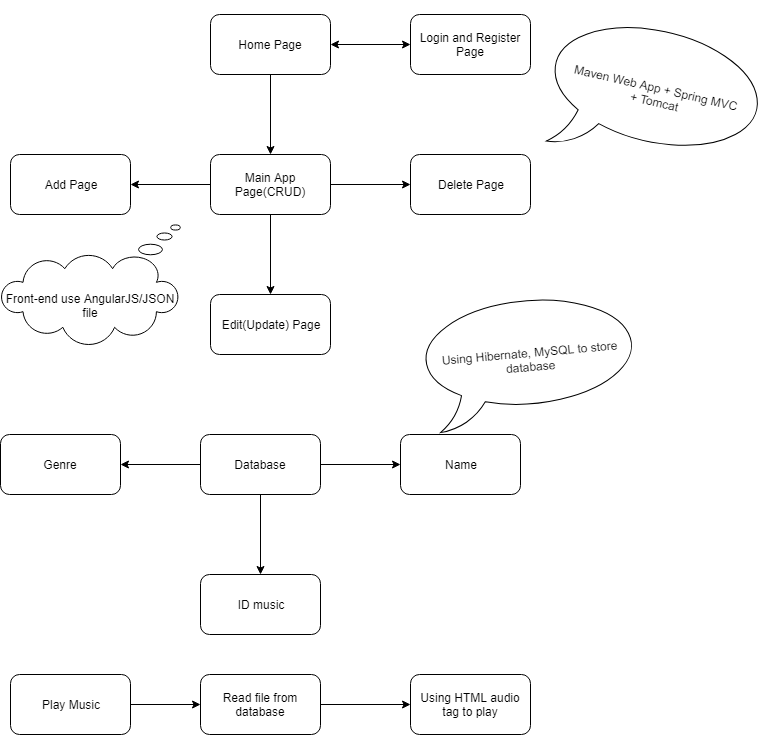 Home Page
Login and Register
Page
Maven Web App + Spring MVC
+ Tomcat
Add Page
Main App
Page(CRUD)
Delete Page
Front-end use AngularJS/JSON
file
Edit(Update) Page
Using Hibernate, MySQL to store
database
Genre
Database
Name
ID music
Play Music
Read file from
database
Using HTML audio
tag to play